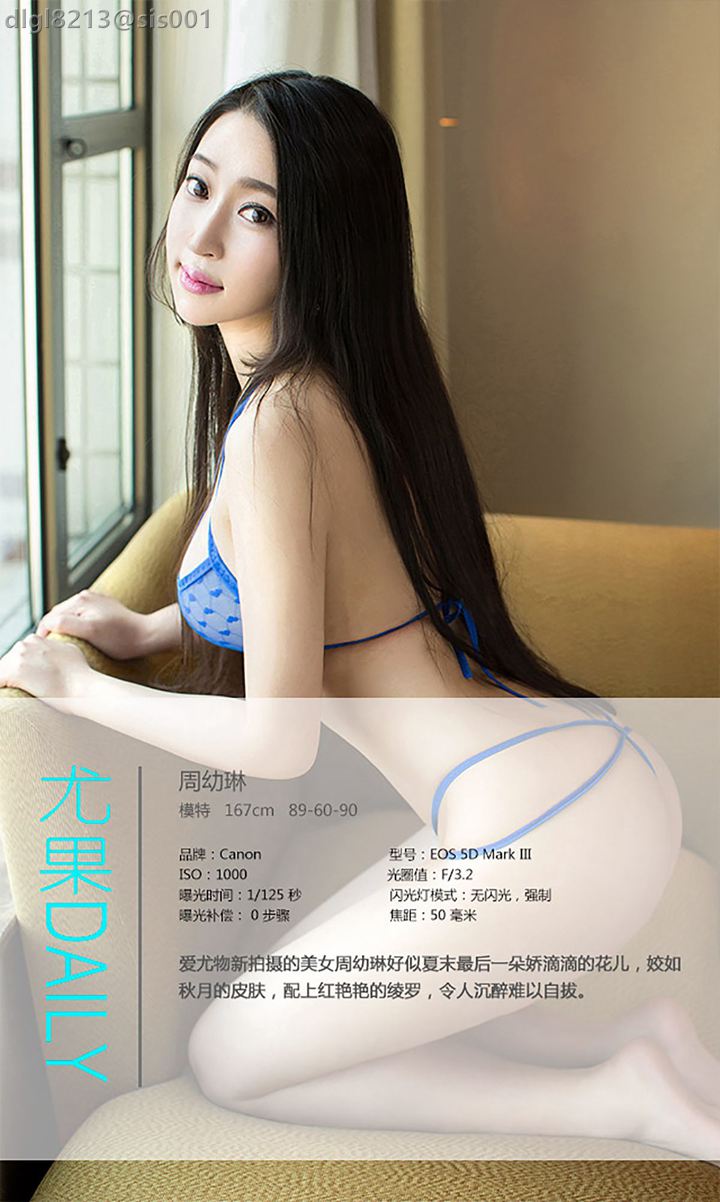 dlgl8213@sis001
尤果DAILY
周幼琳
模特 167cm 89-60-90
品牌：Canon 型号：EOS 5D Mark III
ISO：1000 光圈值：F/3.2
曝光时间：1/125 秒 闪光灯模式：无闪光，强制
曝光补偿： 0 步骤 焦距：50 毫米
爱尤物新拍摄的美女周幼琳好似夏末最后一朵娇滴滴的花儿，姣如
秋月的皮肤，配上红艳艳的绫罗，令人沉醉难以自拔。